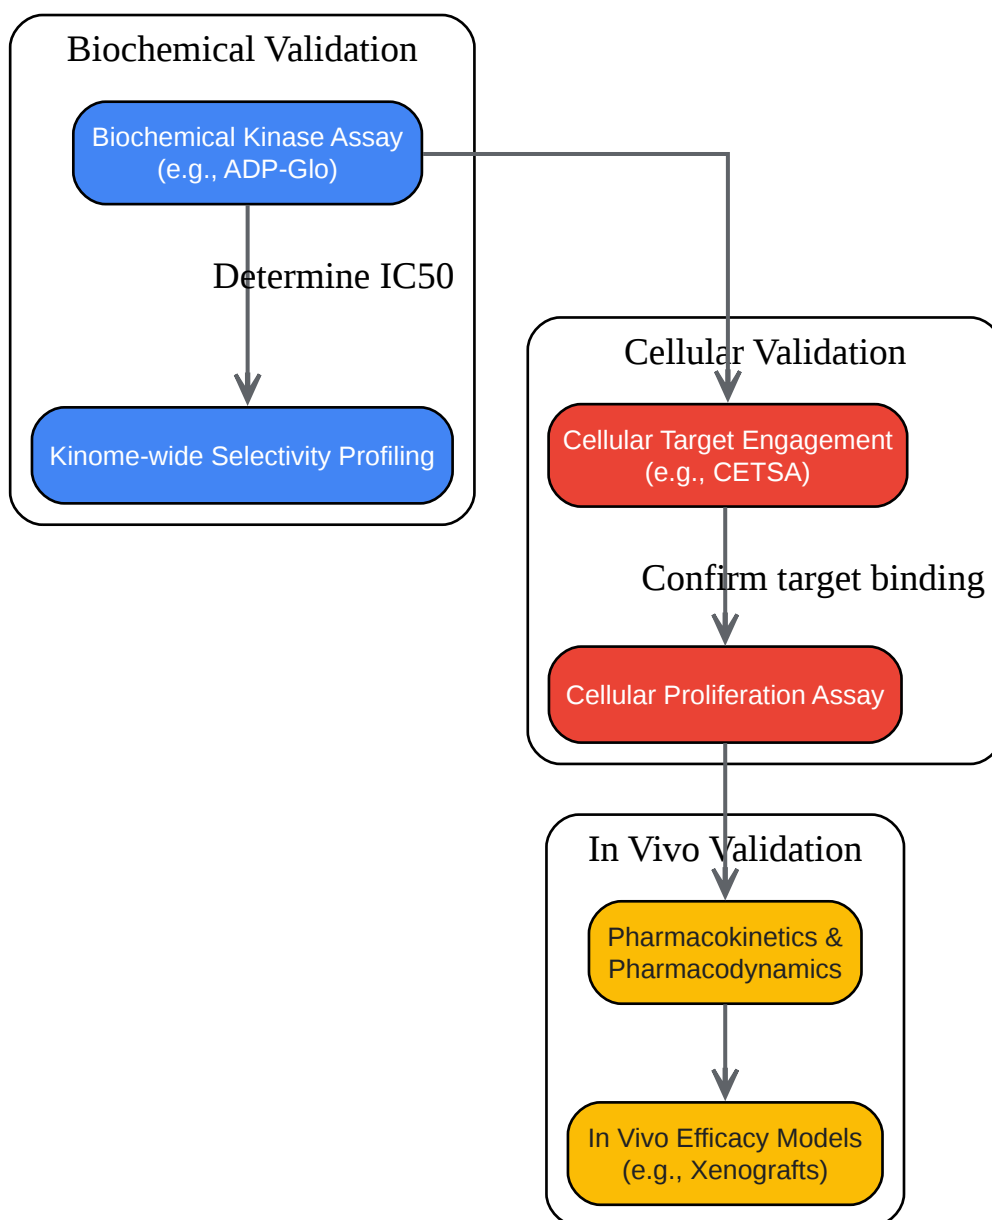 Biochemical Validation
Biochemical Kinase Assay
(e.g., ADP-Glo)
Determine IC50
Kinome-wide Selectivity Profiling
Cellular Validation
Cellular Target Engagement
(e.g., CETSA)
Confirm target binding
Cellular Proliferation Assay
In Vivo Validation
Pharmacokinetics &
Pharmacodynamics
In Vivo Efficacy Models
(e.g., Xenografts)